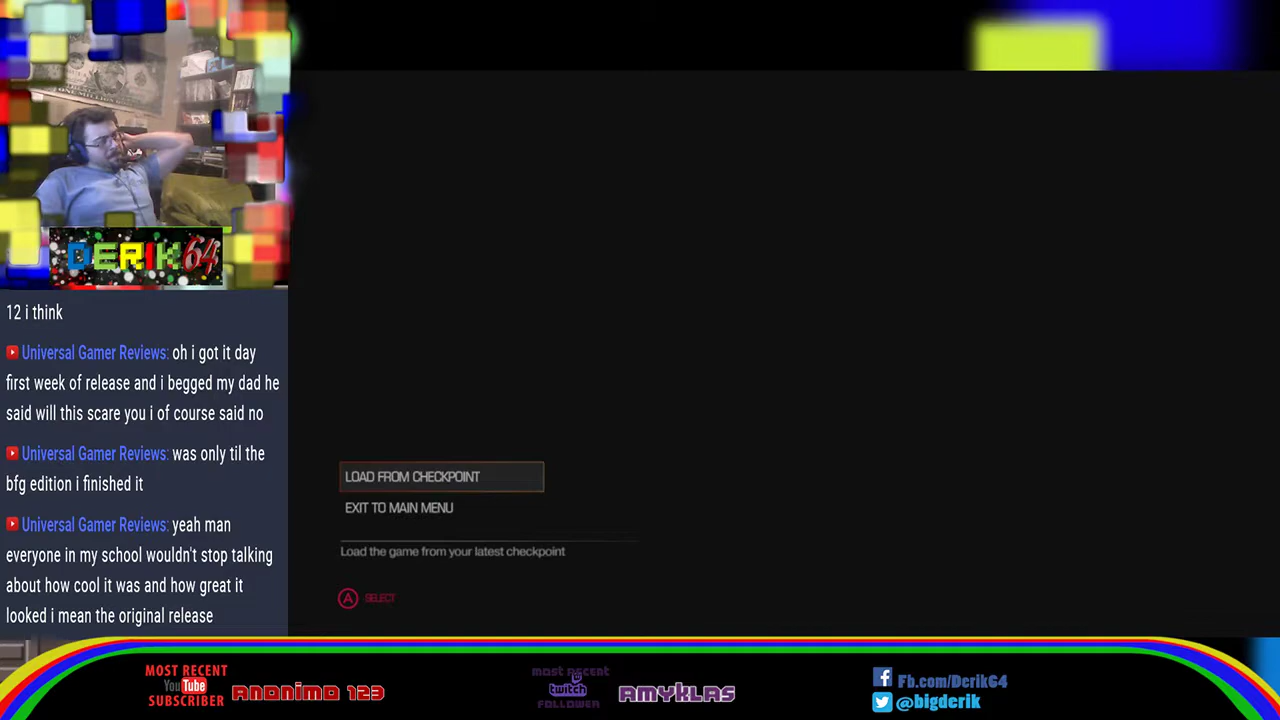 DERIK64
12 i think
Universal Gamer Reviews: oh i got it day
first week of release and i begged my dad he
said will this scare you i of course said no
Universal Gamer Reviews: was only til the
bfg edition i finished it
Universal Gamer Reviews: yeah man
everyone in my school wouldn't stop talking
about how cool it was and how great it
looked i mean the original release
LOAD FROM CHECKPOINT
EXIT TO MAIN MENU
Load the game from your latest checkpoint
A SELECT
MOST RECENT
YouTube
SUBSCRIBER
ANONIMO 123
MOST RECENT
twitch
FOLLOWER
AMYKLAS
Fb.com/Derik64
@bigderik